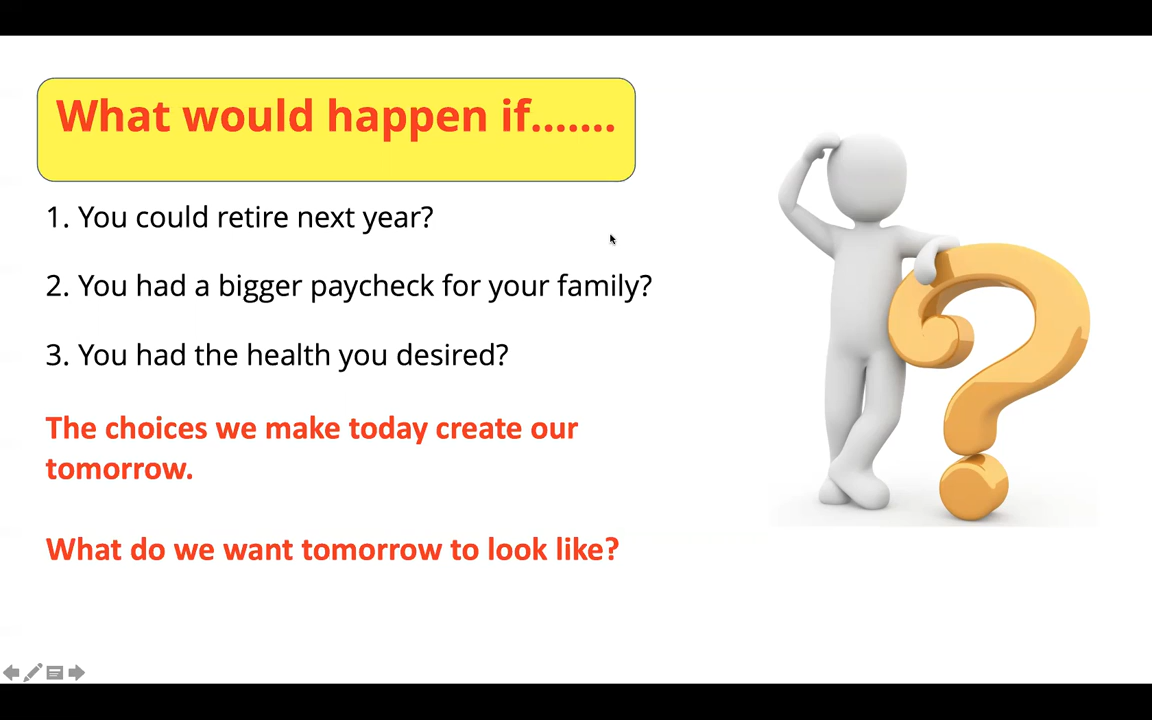 What would happen if.......
1. You could retire next year?
2. You had a bigger paycheck for your family?
3. You had the health you desired?
The choices we make today create our
tomorrow.
What do we want tomorrow to look like?